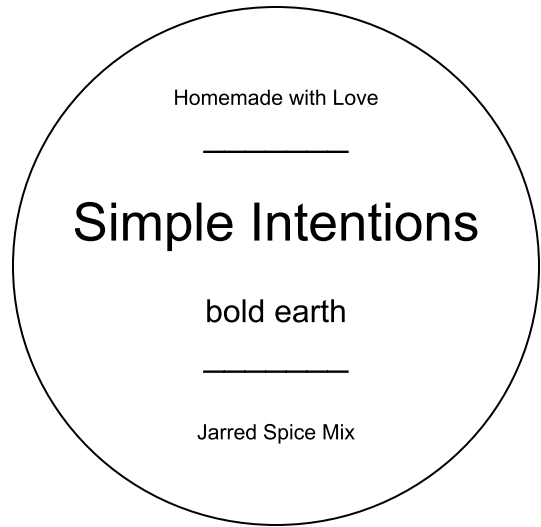 Homemade with Love
Simple Intentions
bold earth
Jarred Spice Mix